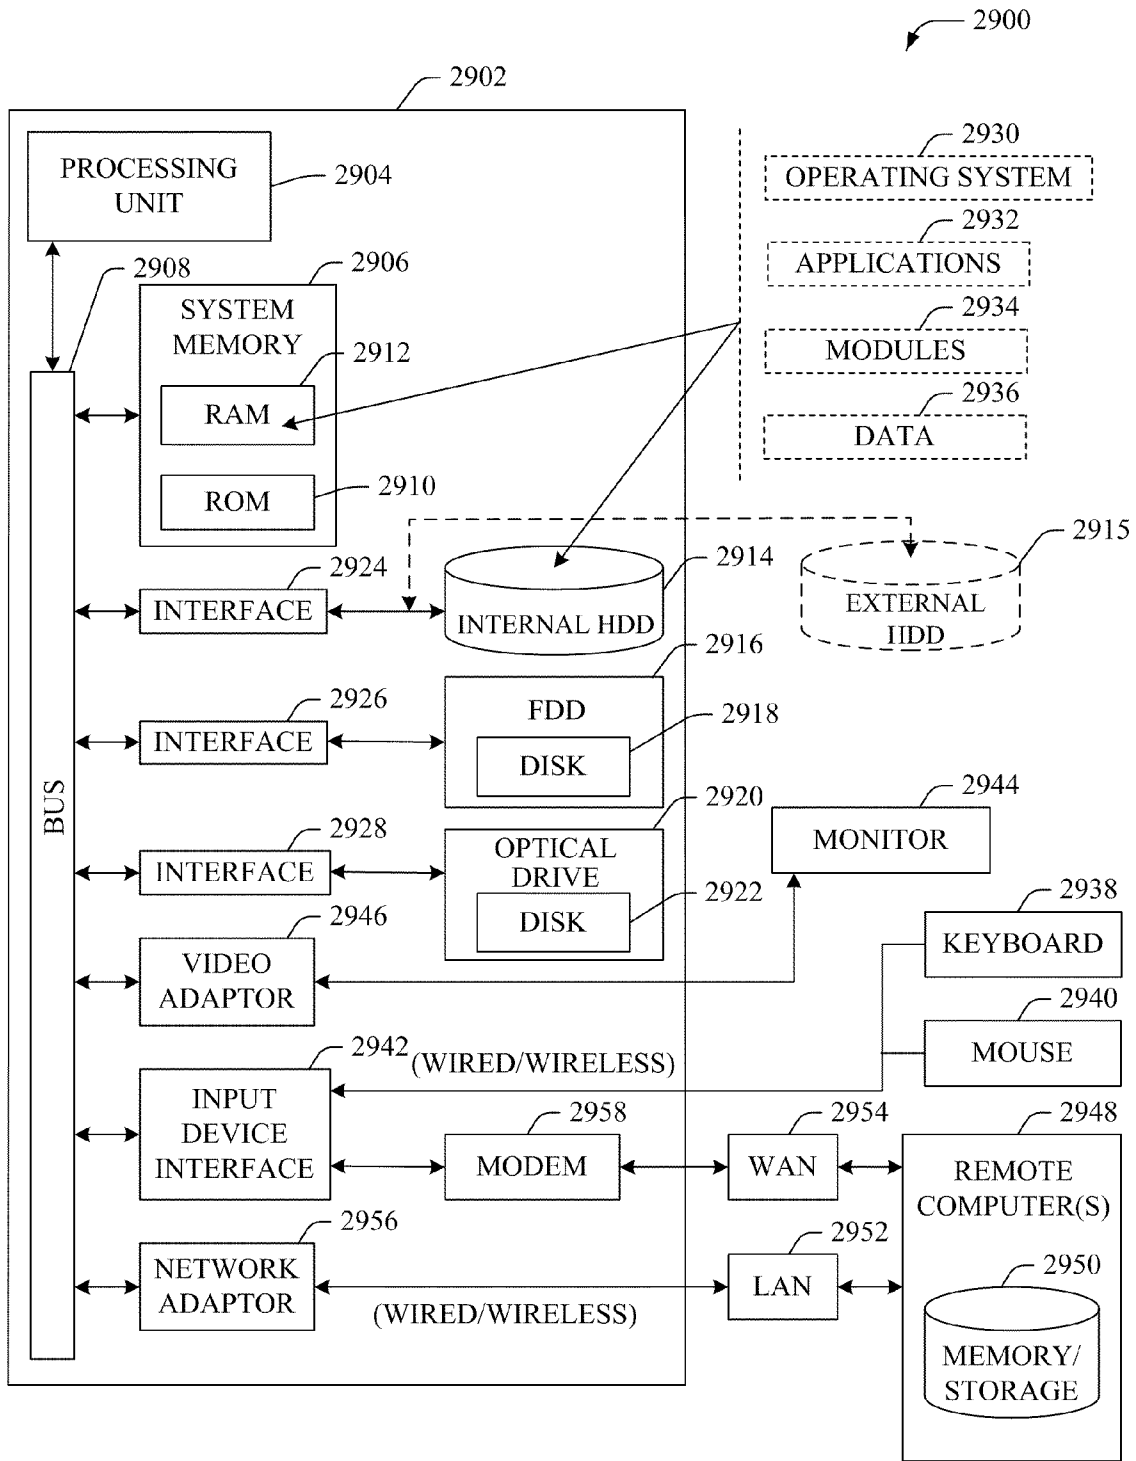 2900
2902
PROCESSING
UNIT
2904
2930
OPERATING SYSTEM
2932
APPLICATIONS
2934
MODULES
2936
DATA
2908
2906
SYSTEM
MEMORY
2912
RAM
2910
ROM
2924
INTERFACE
2914
INTERNAL HDD
2915
EXTERNAL
HDD
2926
INTERFACE
2916
FDD
2918
DISK
BUS
2928
INTERFACE
2920
OPTICAL
DRIVE
2922
DISK
2944
MONITOR
2946
VIDEO
ADAPTOR
2938
KEYBOARD
2940
MOUSE
2942
(WIRED/WIRELESS)
INPUT
DEVICE
INTERFACE
2958
MODEM
2954
WAN
2948
REMOTE
COMPUTER(S)
2956
NETWORK
ADAPTOR
(WIRED/WIRELESS)
2952
LAN
2950
MEMORY/
STORAGE